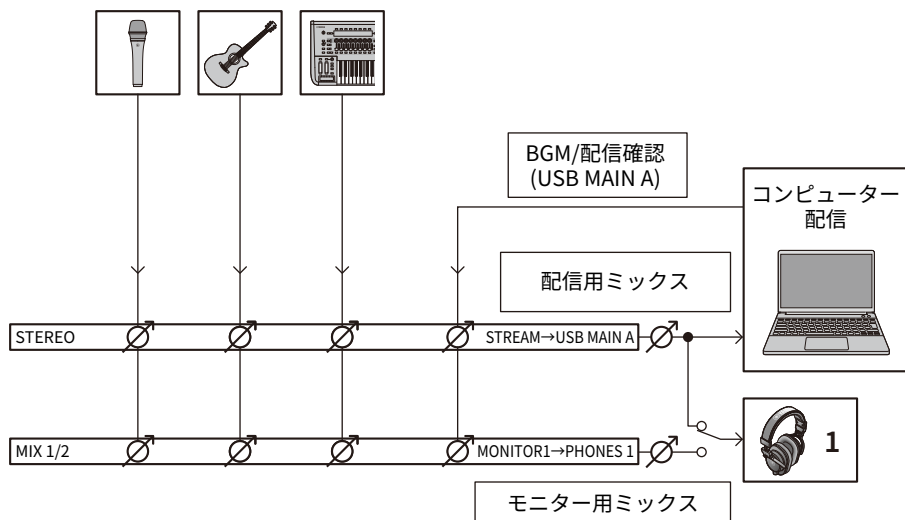 BGM/配信確認
(USB MAIN A)
コンピューター
配信
配信用ミックス
STEREO
STREAM→USB MAIN A
MIX 1/2
MONITOR1→PHONES 1
1
モニター用ミックス